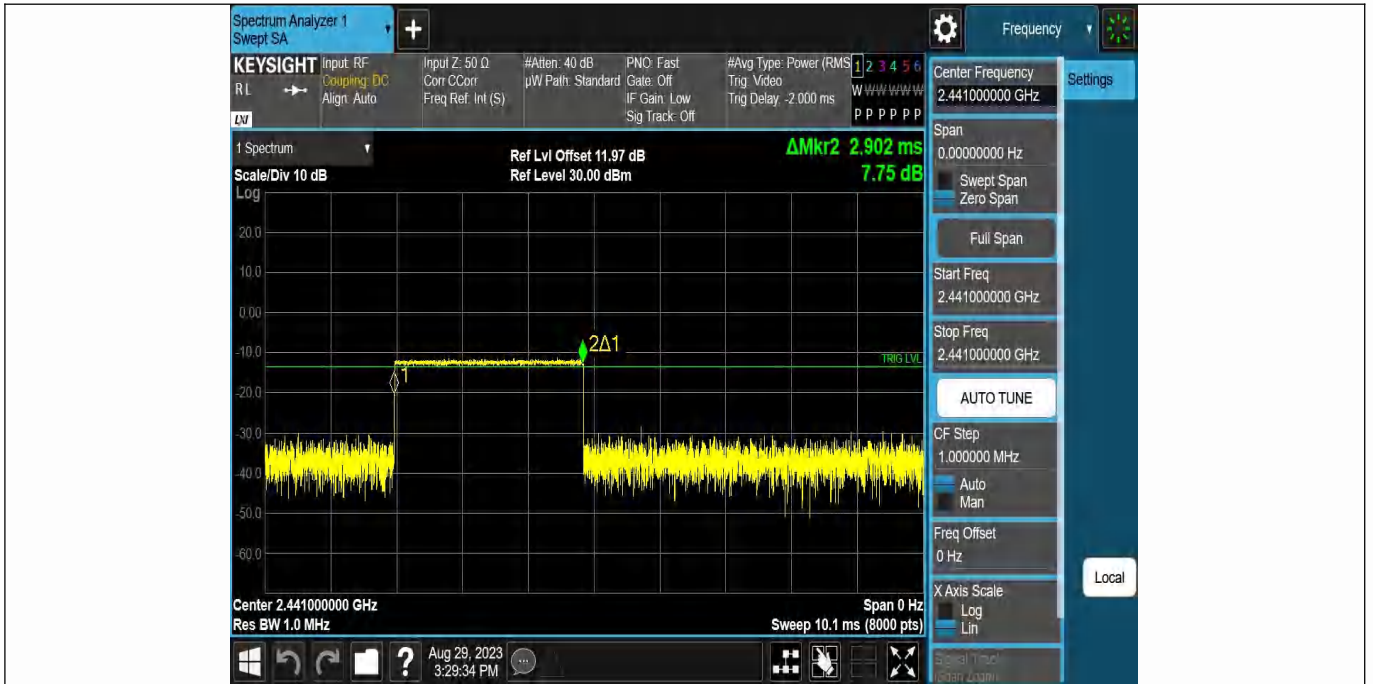 Spectrum Analyzer 1
Swept SA
+
Frequency
KEYSIGHT
R L
LXI
Input: RF
Coupling: DC
Align: Auto
Input Z: 50 Ω
Corr CCorr
Freq Ref: Int (S)
#Atten: 40 dB
µW Path: Standard
PNO: Fast
Gate: Off
IF Gain: Low
Sig Track: Off
#Avg Type: Power (RMS
Trig: Video
Trig Delay: -2.000 ms
1 2 3 4 5 6
W W W W W W
P P P P P P
Center Frequency
2.441000000 GHz
Settings
1 Spectrum
Scale/Div 10 dB
Log
Ref Lvl Offset 11.97 dB
Ref Level 30.00 dBm
ΔMkr2 2.902 ms
7.75 dB
20.0
10.0
0.00
-10.0
-20.0
-30.0
-40.0
-50.0
-60.0
2Δ1
1
TRIG LVL
Span
0.00000000 Hz
Swept Span
Zero Span
Full Span
Start Freq
2.441000000 GHz
Stop Freq
2.441000000 GHz
AUTO TUNE
CF Step
1.000000 MHz
Auto
Man
Freq Offset
0 Hz
X Axis Scale
Log
Lin
Signal Track
(Span Zoom)
Local
Center 2.441000000 GHz
Res BW 1.0 MHz
Span 0 Hz
Sweep 10.1 ms (8000 pts)
?
Aug 29, 2023
3:29:34 PM